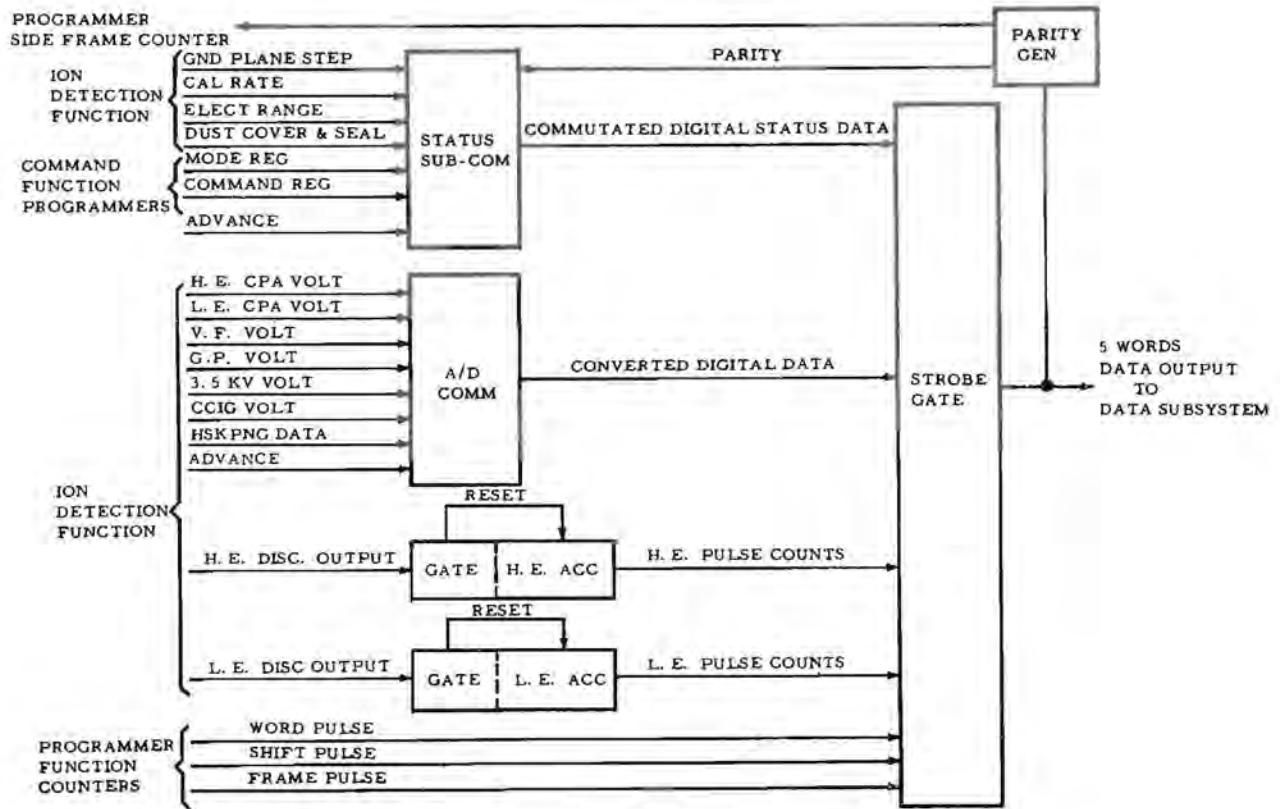 PROGRAMMER
SIDE FRAME COUNTER
PARITY
GEN
PARITY
ION
DETECTION
FUNCTION
GND PLANE STEP
CAL RATE
ELECT RANGE
DUST COVER & SEAL
COMMAND
FUNCTION
PROGRAMMERS
MODE REG
COMMAND REG
ADVANCE
STATUS
SUB-COM
COMMUTATED DIGITAL STATUS DATA
ION
DETECTION
FUNCTION
H. E. CPA VOLT
L. E. CPA VOLT
V. F. VOLT
G.P. VOLT
3.5 KV VOLT
CCIG VOLT
HSKPNG DATA
ADVANCE
A/D
COMM
CONVERTED DIGITAL DATA
STROBE
GATE
5 WORDS
DATA OUTPUT
TO
DATA SUBSYSTEM
RESET
H. E. DISC. OUTPUT
GATE
H. E. ACC
H. E. PULSE COUNTS
RESET
L. E. DISC OUTPUT
GATE
L. E. ACC
L. E. PULSE COUNTS
PROGRAMMER
FUNCTION
COUNTERS
WORD PULSE
SHIFT PULSE
FRAME PULSE